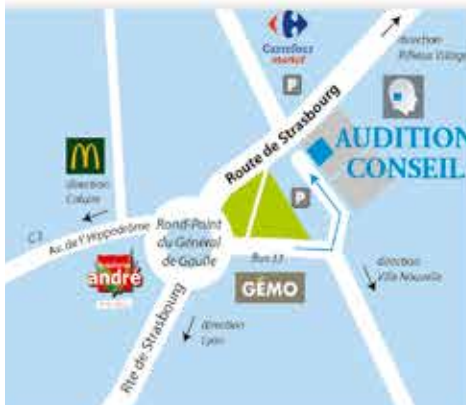 Carrefour
market
P
direction
Rillieux Village
Route de Strasbourg
AUDITION
CONSEIL
M
direction
Caluire
P
C1
Av. de l'Hippodrome
Rond-Point
du Général
de Gaulle
andré
Bus 33
GÉMO
direction
Ville Nouvelle
direction
Lyon
Rte de Strasbourg